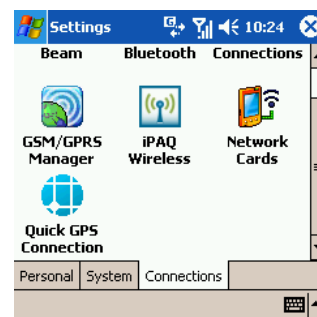 Settings 10:24
Beam Bluetooth Connections
GSM/GPRS Manager iPAQ Wireless Network Cards
Quick GPS Connection
Personal System Connections